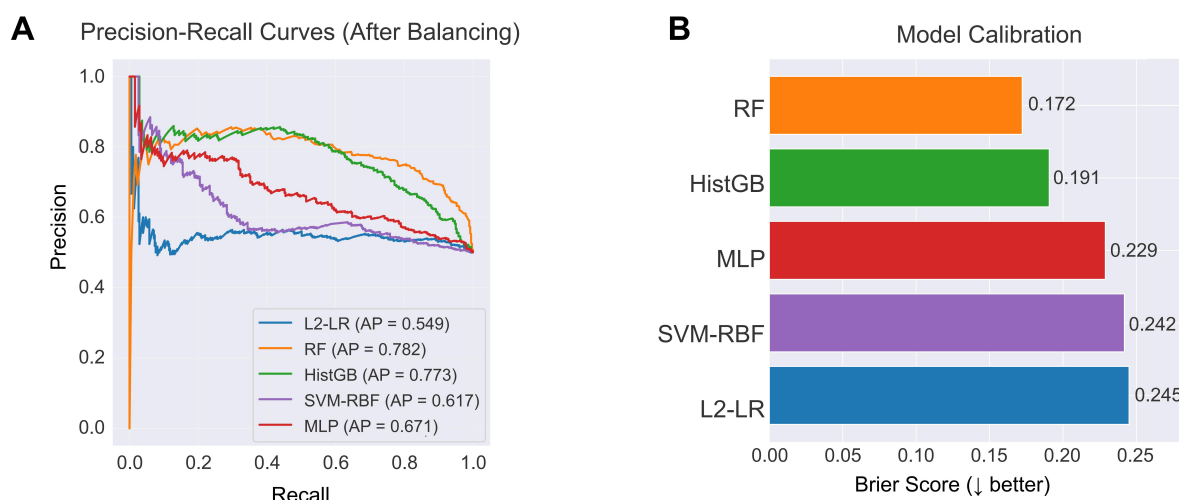 A
Precision-Recall Curves (After Balancing)
Precision
1.0
0.8
0.6
0.4
0.2
0.0
L2-LR (AP = 0.549)
RF (AP = 0.782)
HistGB (AP = 0.773)
SVM-RBF (AP = 0.617)
MLP (AP = 0.671)
0.0 0.2 0.4 0.6 0.8 1.0
Recall
B
Model Calibration
RF 0.172
HistGB 0.191
MLP 0.229
SVM-RBF 0.242
L2-LR 0.245
0.00 0.05 0.10 0.15 0.20 0.25
Brier Score (↓ better)